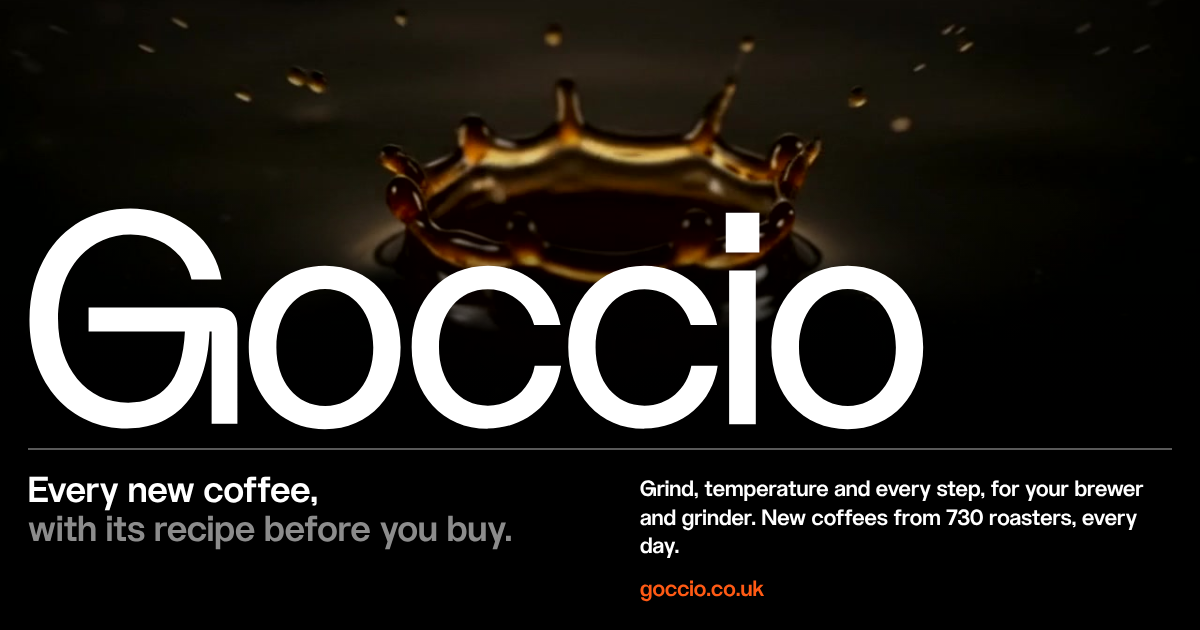 Goccio
Every new coffee,
with its recipe before you buy.
Grind, temperature and every step, for your brewer
and grinder. New coffees from 730 roasters, every
day.
goccio.co.uk